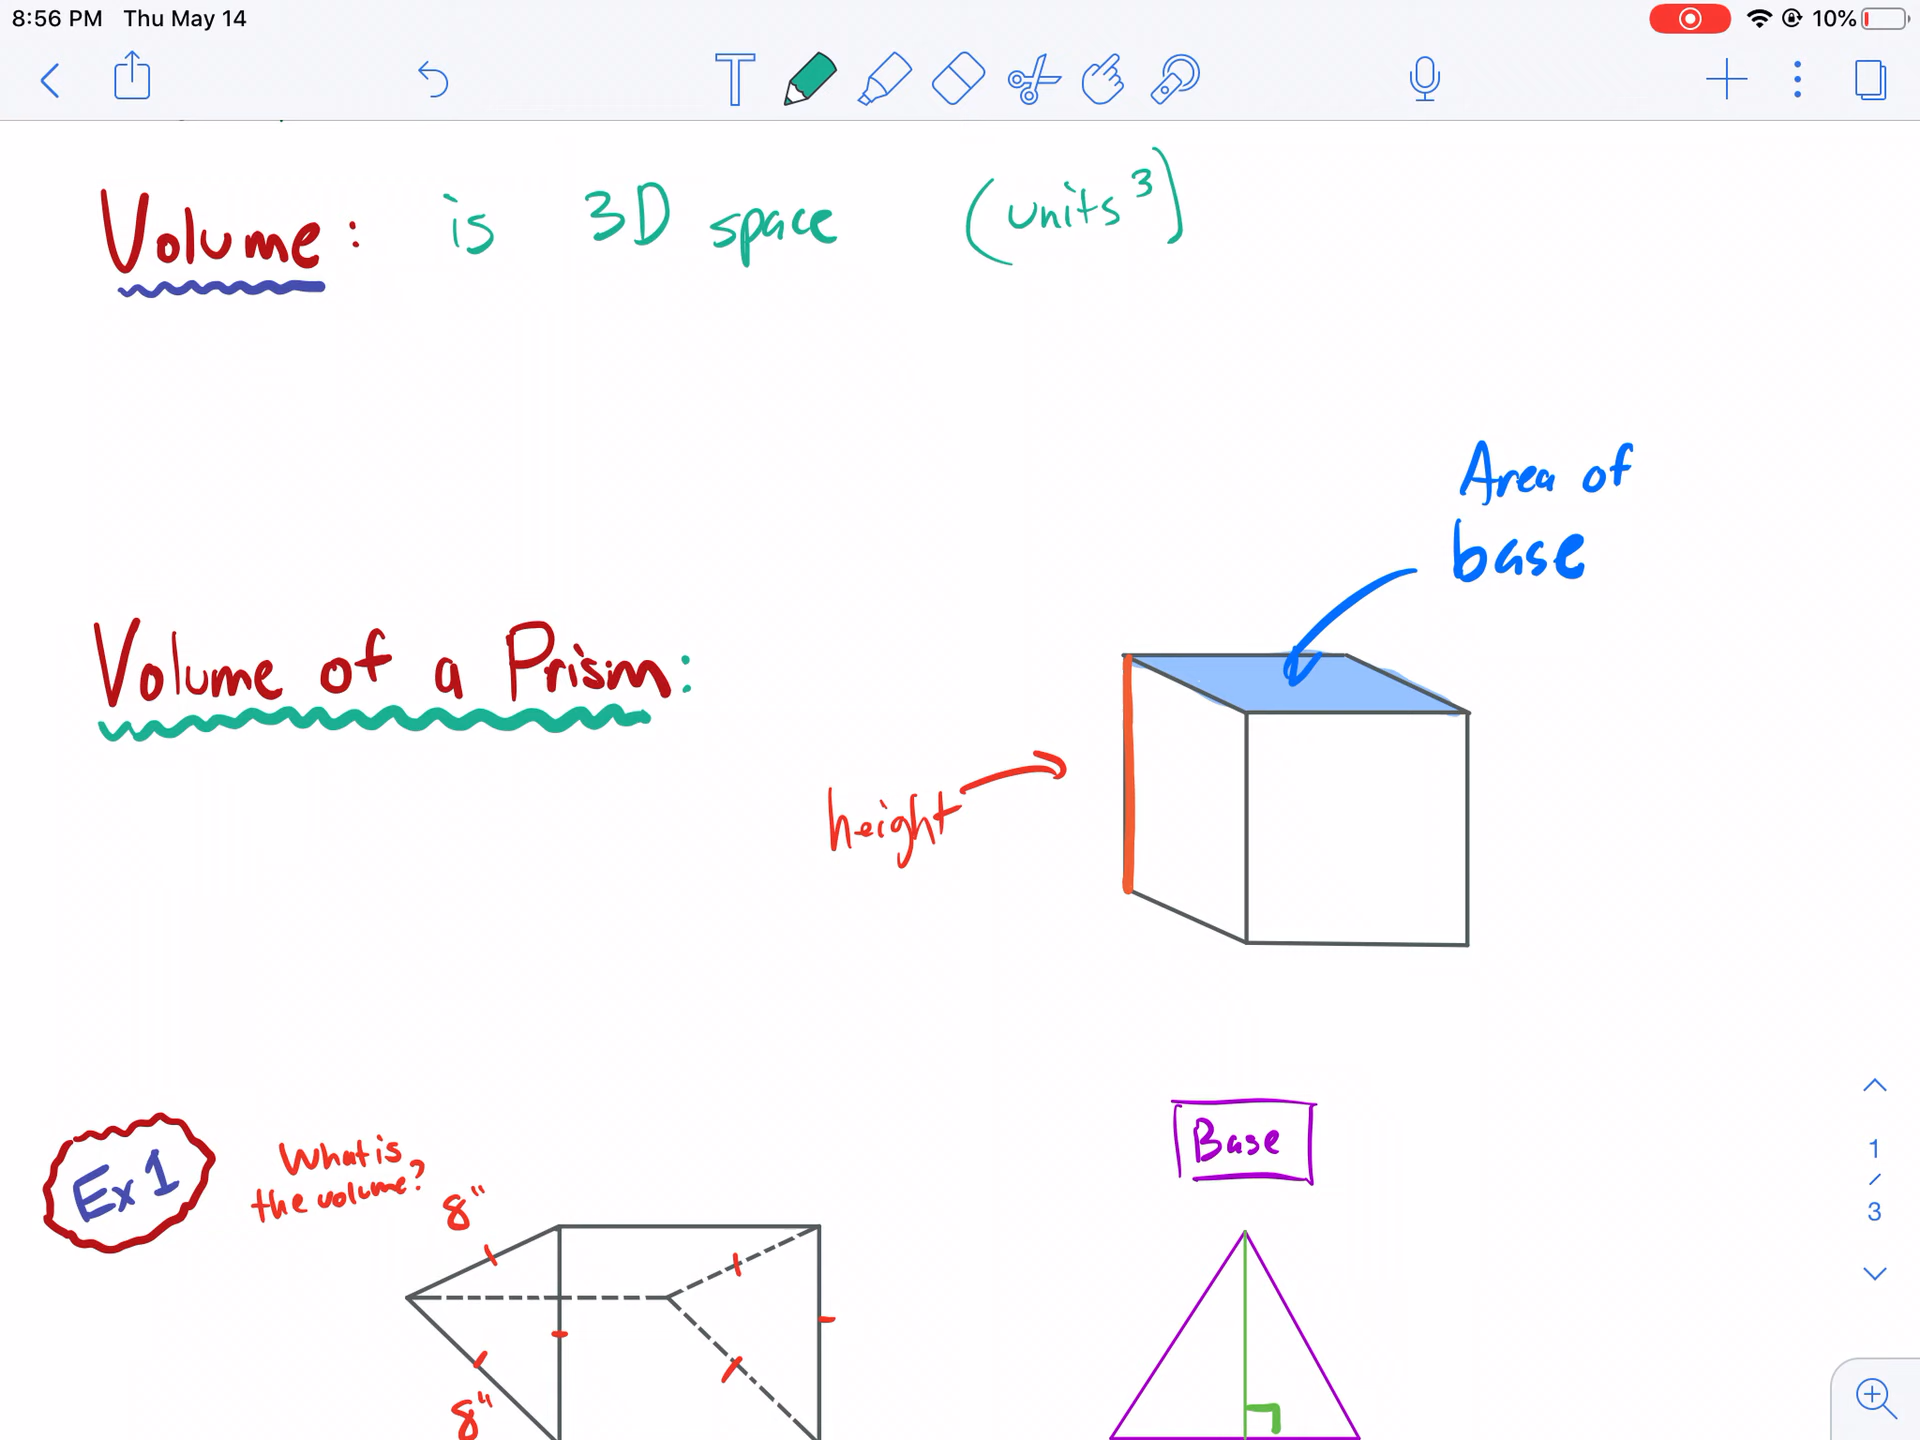 8:56 PM Thu May 14
10%
Volume: is 3D space (units³)
Area of
base
Volume of a Prism:
height
Base
Ex 1
What is
the volume?
8"
8"
1
/
3